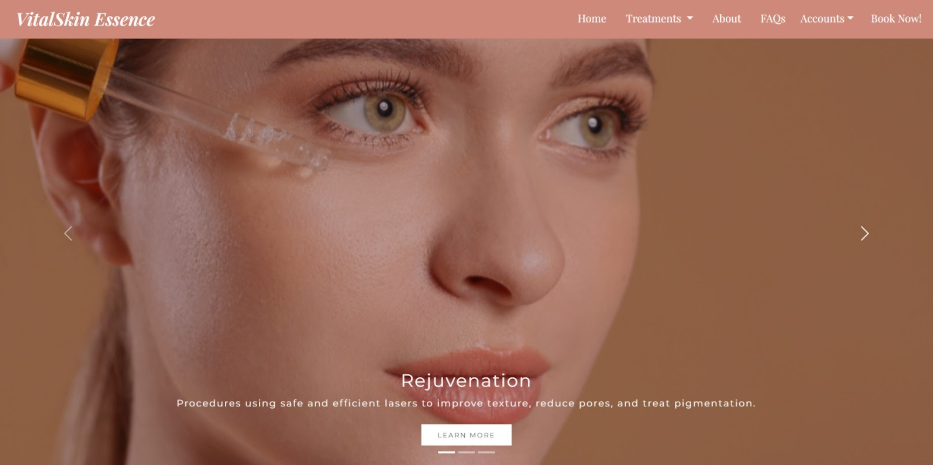 VitalSkin Essence
Home Treatments About FAQs Accounts Book Now!
Rejuvenation
Procedures using safe and efficient lasers to improve texture, reduce pores, and treat pigmentation.
LEARN MORE